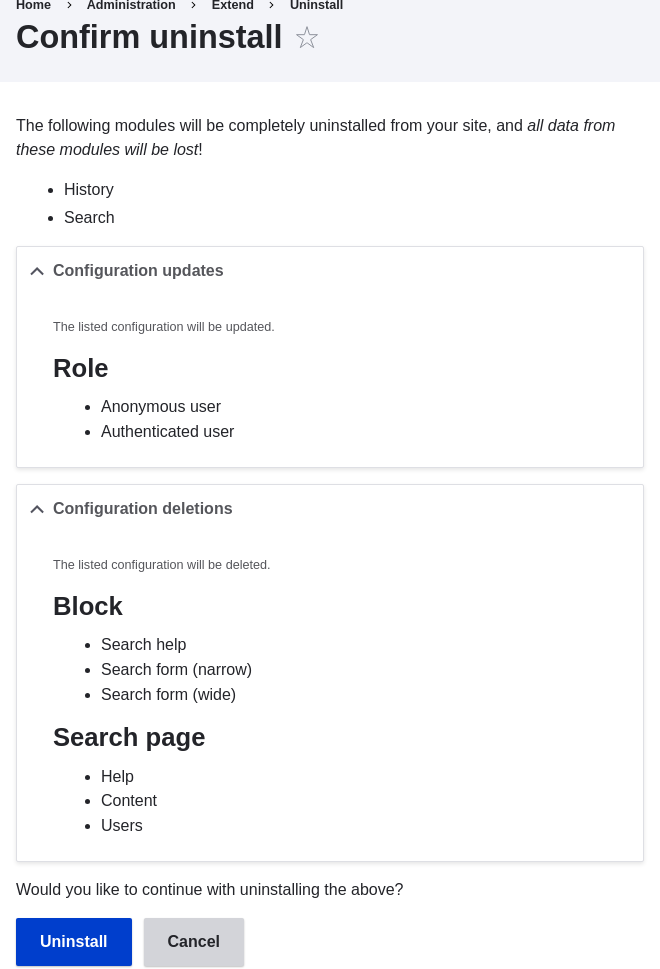 Home > Administration > Extend > Uninstall
Confirm uninstall ☆
The following modules will be completely uninstalled from your site, and all data from
these modules will be lost!
• History
• Search
Configuration updates
The listed configuration will be updated.
Role
• Anonymous user
• Authenticated user
Configuration deletions
The listed configuration will be deleted.
Block
• Search help
• Search form (narrow)
• Search form (wide)
Search page
• Help
• Content
• Users
Would you like to continue with uninstalling the above?
Uninstall Cancel